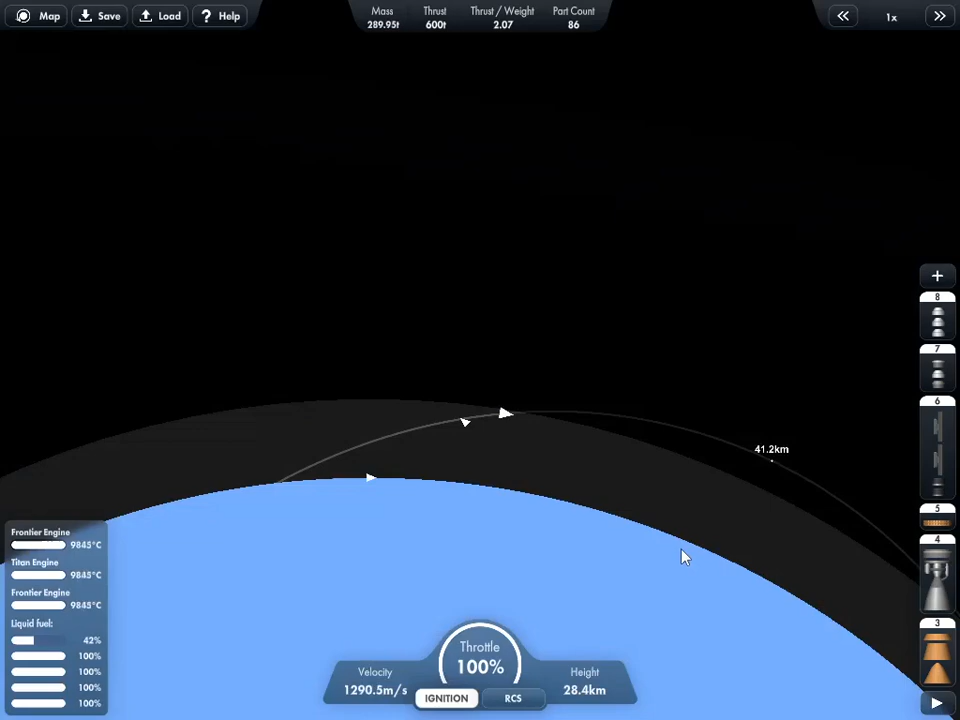 Map Save Load Help
Mass Thrust Thrust / Weight Part Count
289.95t 600t 2.07 86
1x
41.2km
8
7
6
5
4
3
Frontier Engine
9845°C
Titan Engine
9845°C
Frontier Engine
9845°C
Liquid fuel:
42%
100%
100%
100%
100%
Throttle
100%
Velocity
1290.5m/s
IGNITION RCS
Height
28.4km